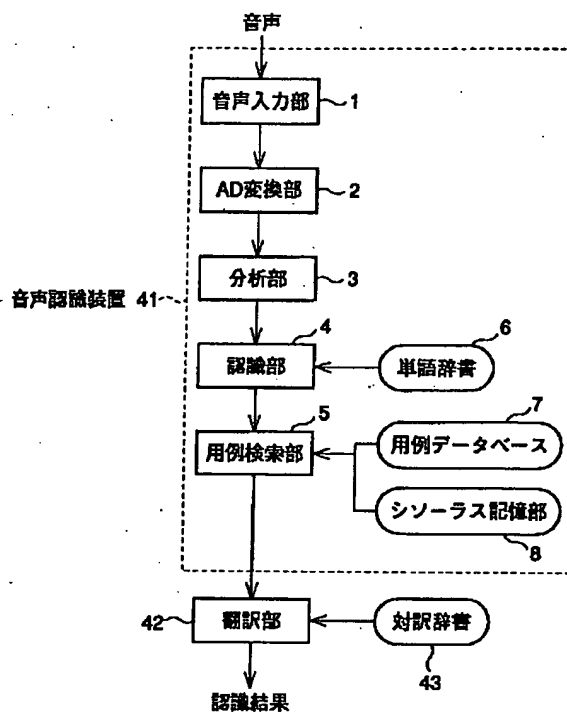 音声
音声入力部 1
AD変換部 2
分析部 3
音声認識装置 41
4
認識部
6
単語辞書
5
用例検索部
7
用例データベース
シソーラス記憶部
8
42 翻訳部
対訳辞書
43
認識結果